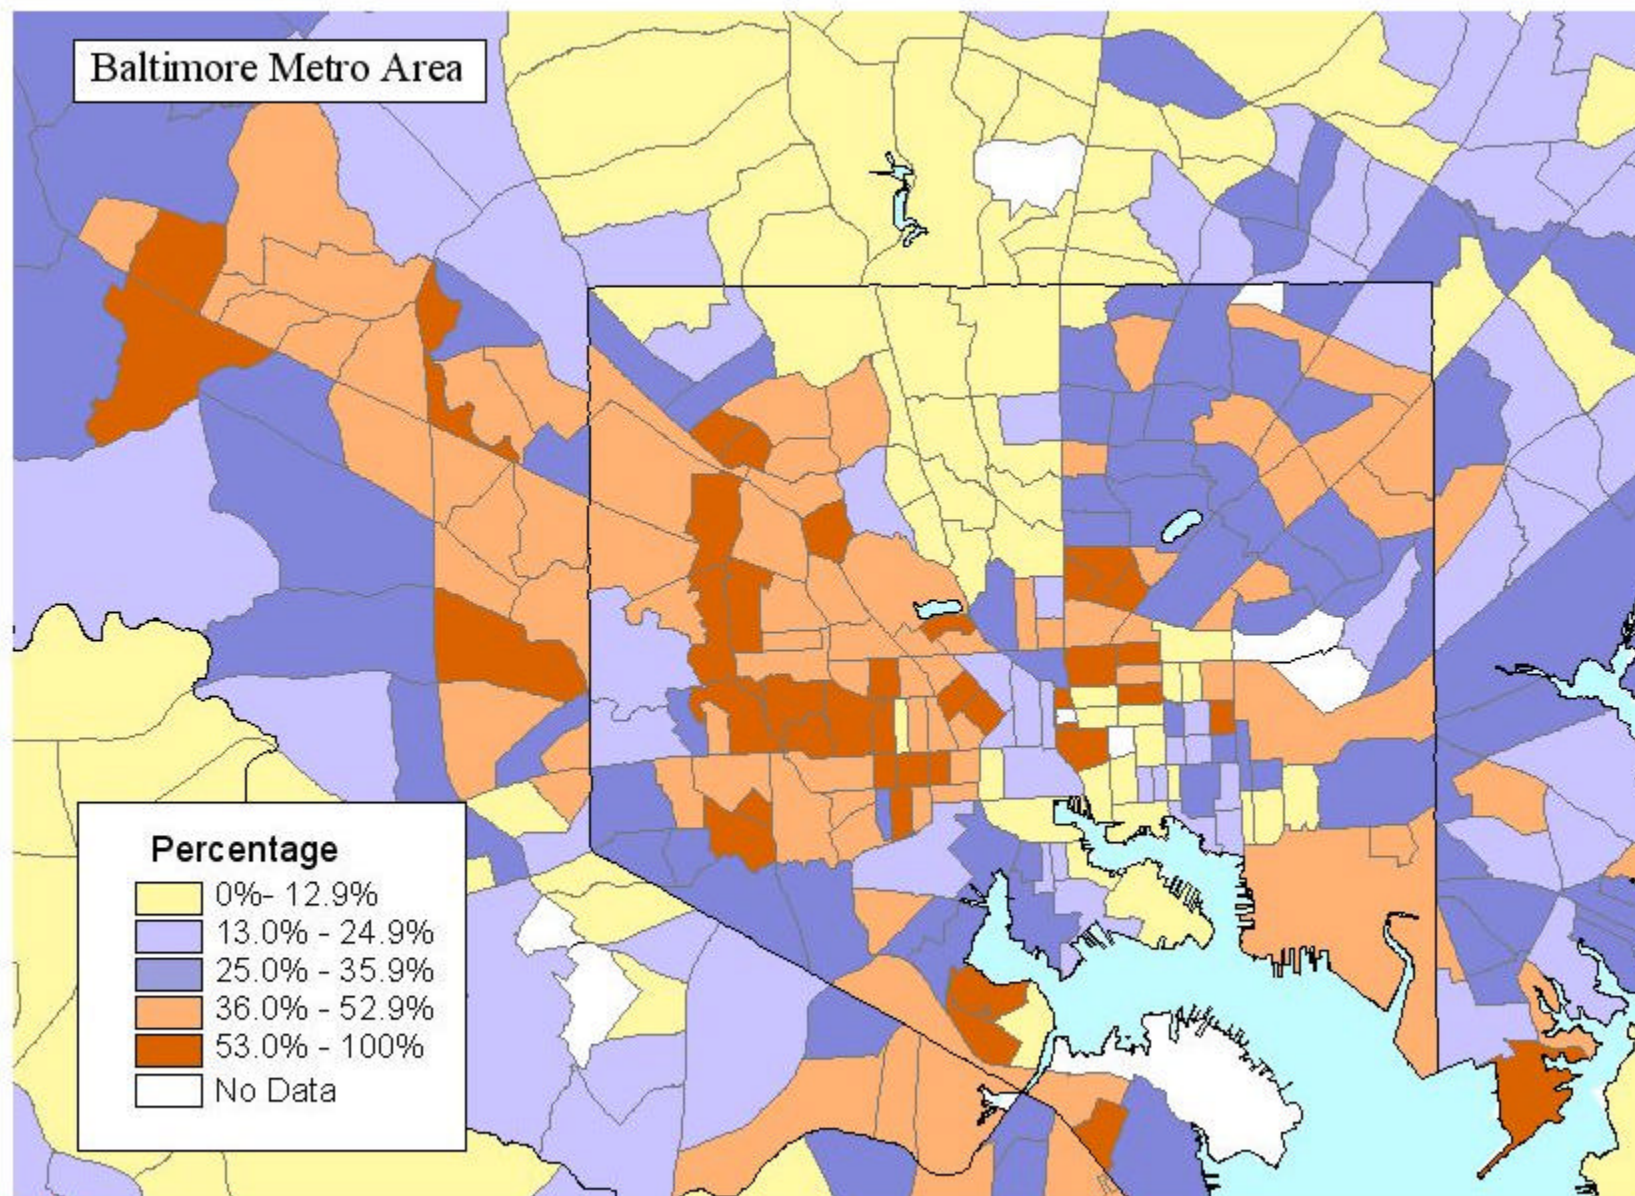 Baltimore Metro Area
Percentage
0%- 12.9%
13.0% - 24.9%
25.0% - 35.9%
36.0% - 52.9%
53.0% - 100%
No Data